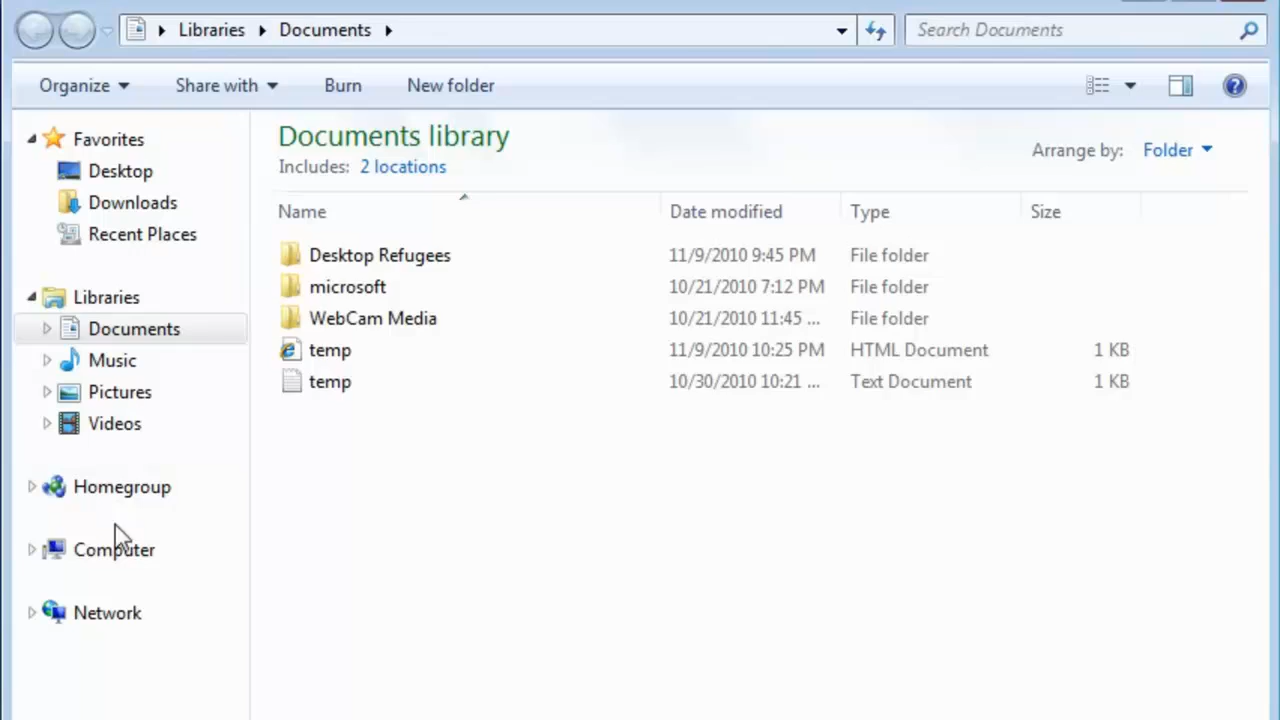 Libraries Documents
Search Documents
Organize Share with Burn New folder
Documents library
Includes: 2 locations
Arrange by: Folder
Name Date modified Type Size
Desktop Refugees 11/9/2010 9:45 PM File folder
microsoft 10/21/2010 7:12 PM File folder
WebCam Media 10/21/2010 11:45 ... File folder
temp 11/9/2010 10:25 PM HTML Document 1 KB
temp 10/30/2010 10:21 ... Text Document 1 KB
Favorites
Desktop
Downloads
Recent Places
Libraries
Documents
Music
Pictures
Videos
Homegroup
Computer
Network